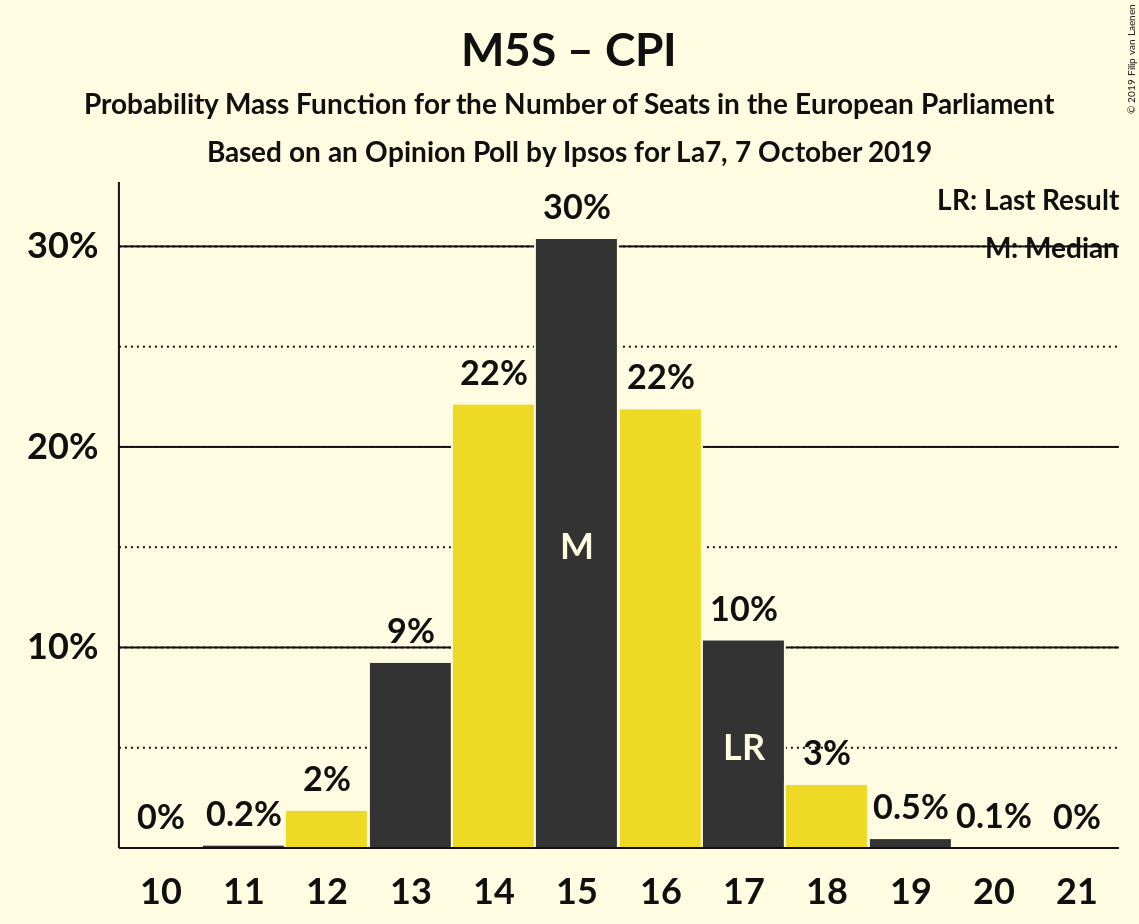 M5S – CPI
Probability Mass Function for the Number of Seats in the European Parliament
Based on an Opinion Poll by Ipsos for La7, 7 October 2019
© 2019 Filip van Laenen
LR: Last Result
M: Median
30%
20%
10%
0%
0.2%
2%
9%
22%
30%
22%
10%
3%
0.5%
0.1%
0%
M
LR
10 11 12 13 14 15 16 17 18 19 20 21